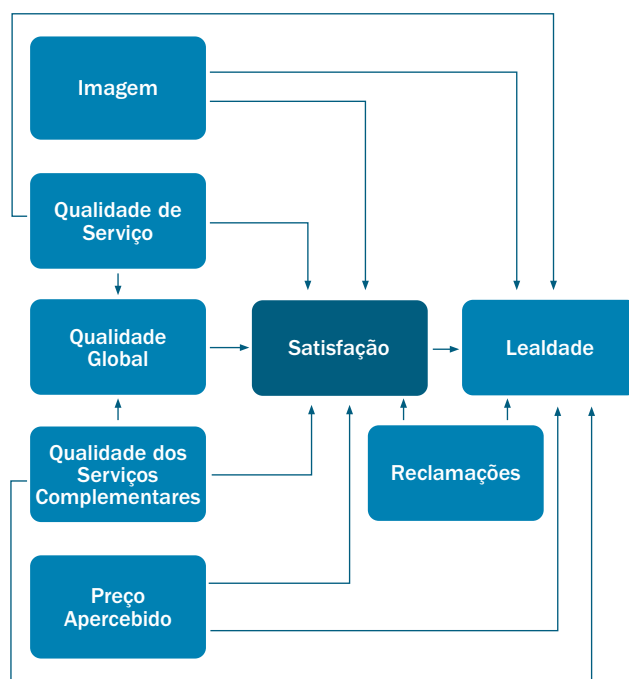 Imagem
Qualidade de
Serviço
Qualidade
Global
Satisfação
Lealdade
Qualidade dos
Serviços
Complementares
Reclamações
Preço
Apercebido